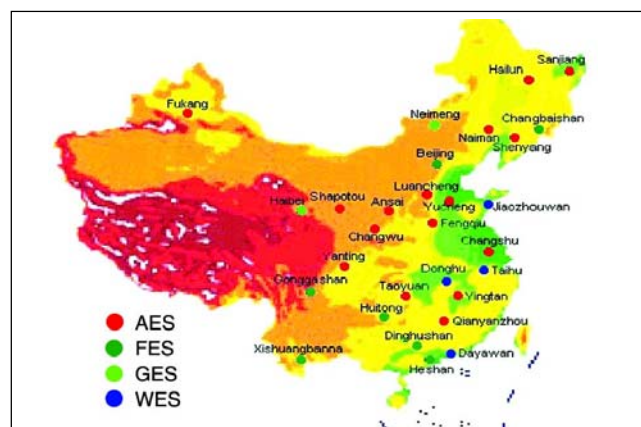 Sanjiang
Hailun
Fukang
Neimeng
Changbaishan
Naiman
Shenyang
Beijing
Luancheng
Haibei
Shapotou
Ansai
Yucheng
Jiaozhouwan
Fengqiu
Changwu
Changshu
Yanting
Donghu
Taihu
Gonggashan
Taoyuan
Yingtan
Huitong
Qianyanzhou
Dinghushan
Xishuangbanna
Heshan
Dayawan
AES
FES
GES
WES